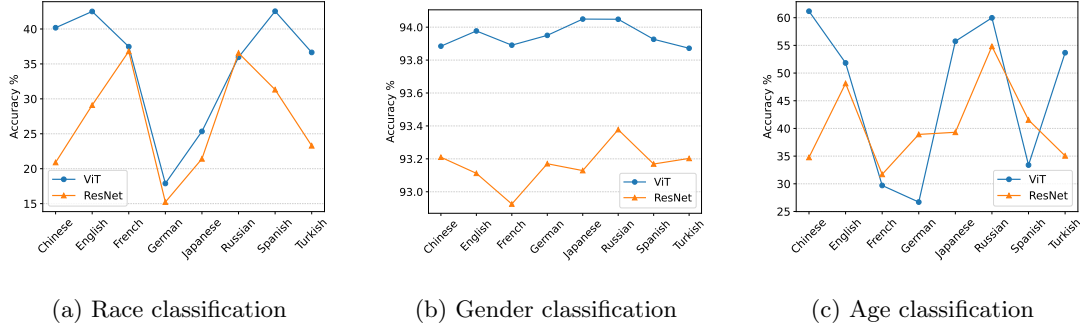 Accuracy %
40
35
30
25
20
15
ViT
ResNet
Chinese
English
French
German
Japanese
Russian
Spanish
Turkish
(a) Race classification
Accuracy %
94.0
93.8
93.6
93.4
93.2
93.0
ViT
ResNet
Chinese
English
French
German
Japanese
Russian
Spanish
Turkish
(b) Gender classification
Accuracy %
60
55
50
45
40
35
30
25
ViT
ResNet
Chinese
English
French
German
Japanese
Russian
Spanish
Turkish
(c) Age classification